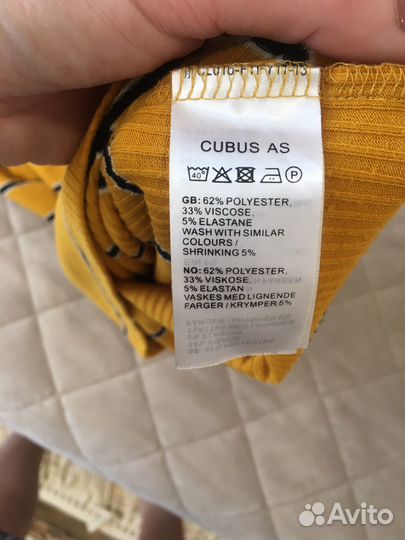 CUBUS AS
40°
P
GB: 62% POLYESTER,
33% VISCOSE,
5% ELASTANE
WASH WITH SIMILAR
COLOURS /
SHRINKING 5%
NO: 62% POLYESTER,
33% VISKOSE,
5% ELASTAN
VASKES MED LIGNENDE
FARGER / KRYMPER 5%
Avito